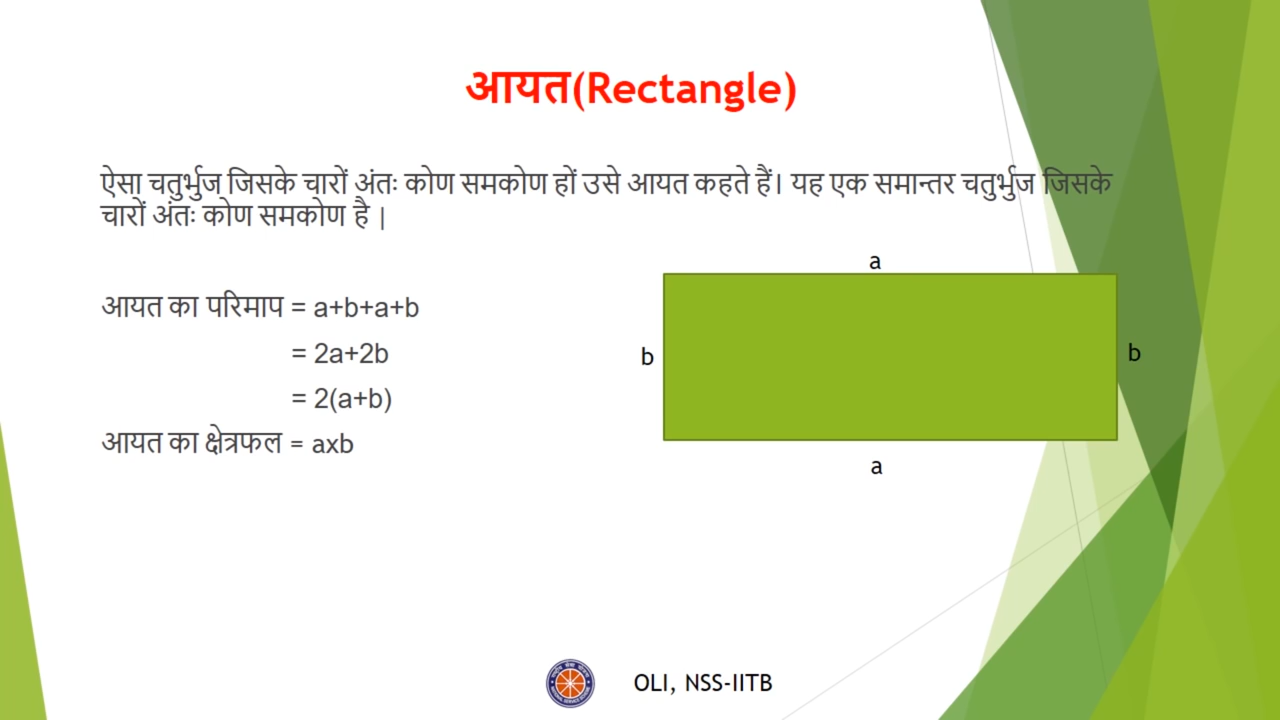 आयत(Rectangle)
ऐसा चतुर्भुज जिसके चारों अंतः कोण समकोण हों उसे आयत कहते हैं। यह एक समान्तर चतुर्भुज जिसके
चारों अंतः कोण समकोण है |
a
आयत का परिमाप = a+b+a+b
= 2a+2b
b
b
= 2(a+b)
आयत का क्षेत्रफल = axb
a
OLI, NSS-IITB